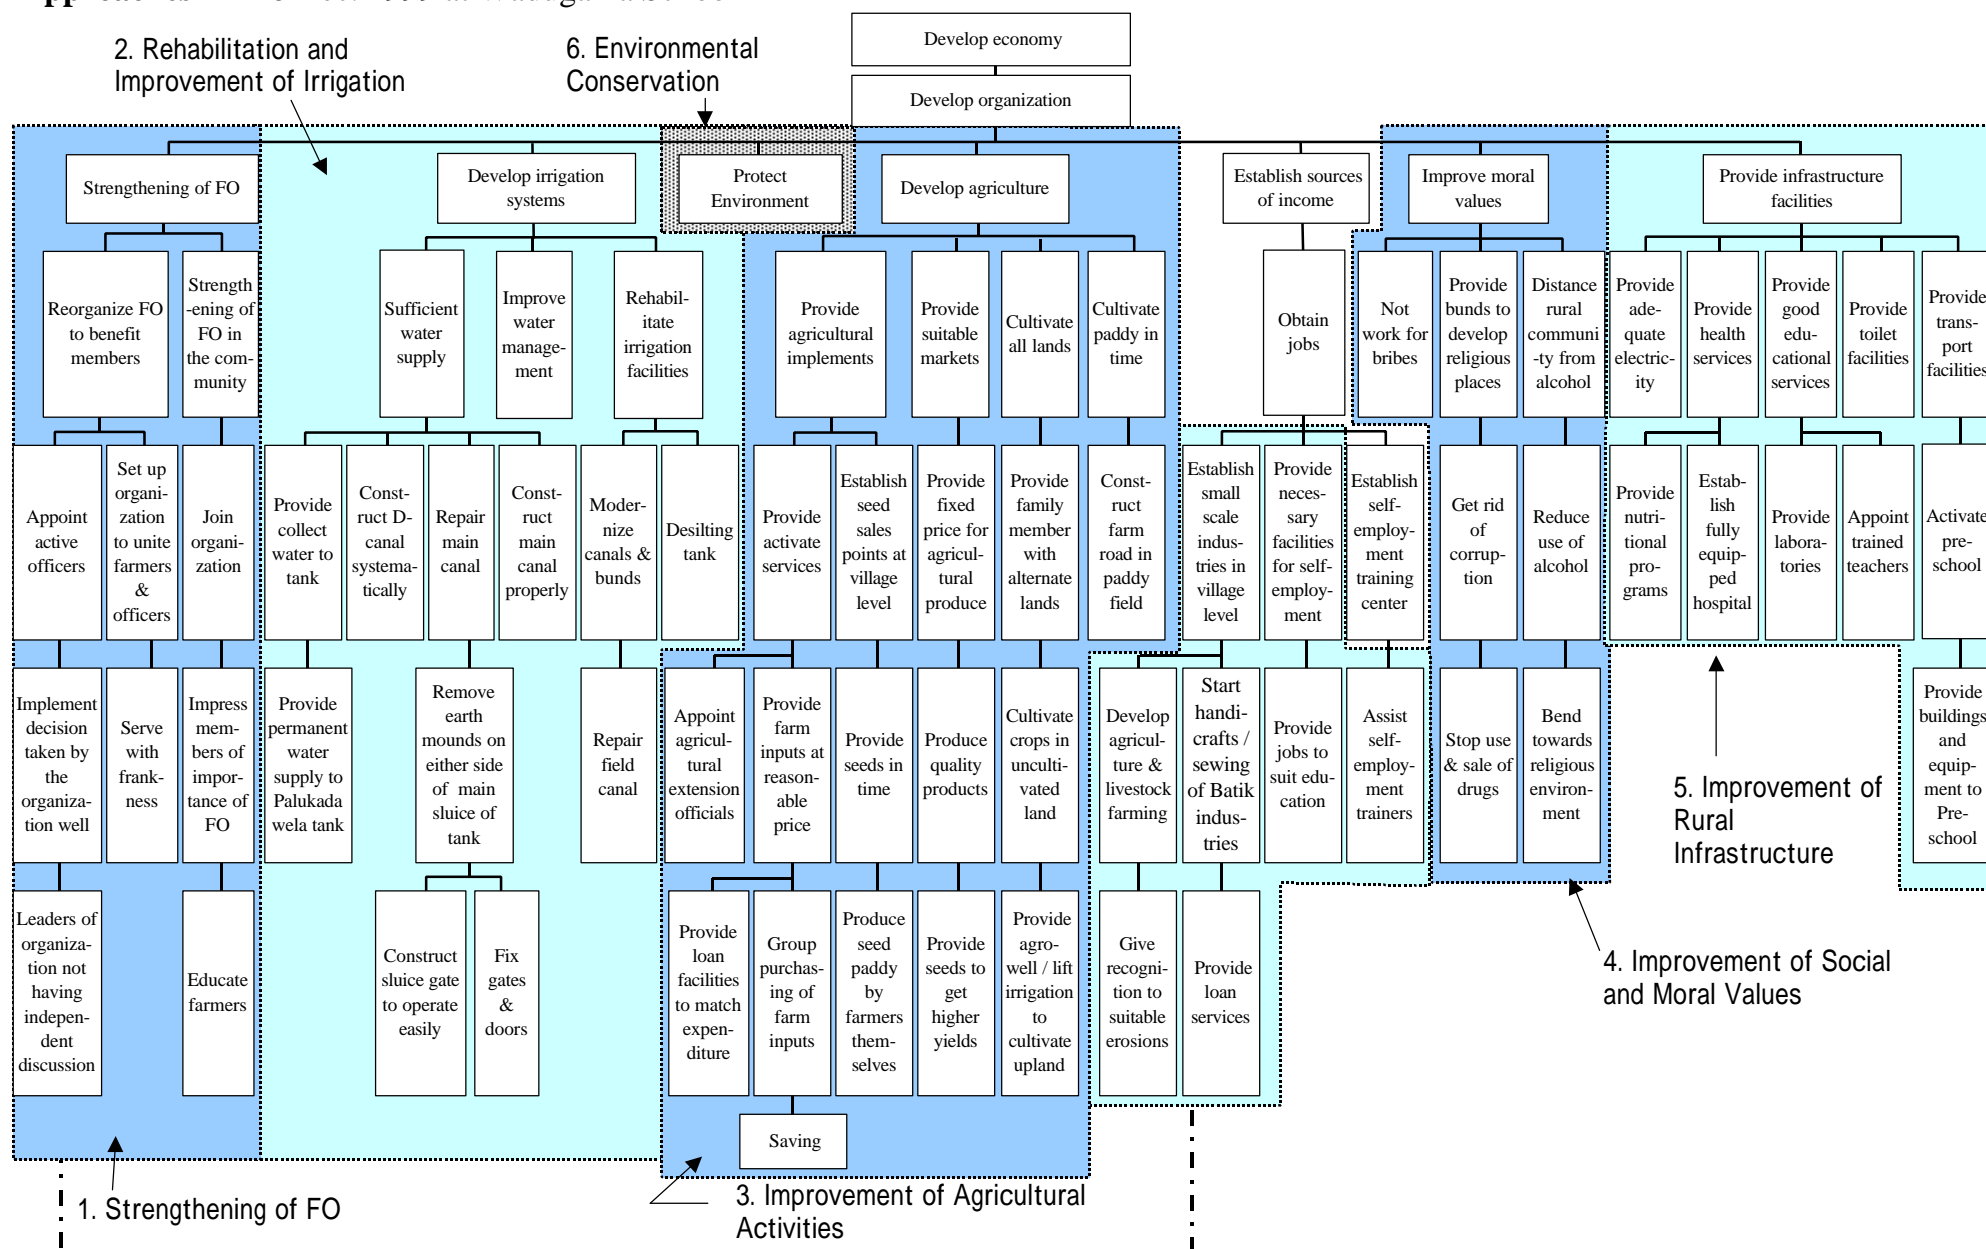 2. Rehabilitation and
Improvement of Irrigation
6. Environmental
Conservation
Develop economy
Develop organization
Strengthening of FO
Develop irrigation
systems
Protect
Environment
Develop agriculture
Establish sources
of income
Improve moral
values
Provide infrastructure
facilities
Reorganize FO
to benefit
members
Strength
-ening of
FO in
the com-
munity
Sufficient
water
supply
Improve
water
manage-
ment
Rehabil-
itate
irrigation
facilities
Provide
agricultural
implements
Provide
suitable
markets
Cultivate
all lands
Cultivate
paddy in
time
Obtain
jobs
Not
work for
bribes
Provide
bunds to
develop
religious
places
Distance
rural
communi
-ty from
alcohol
Provide
ade-
quate
electric-
ity
Provide
health
services
Provide
good
edu-
cational
services
Provide
toilet
facilities
Provide
trans-
port
facilities
Appoint
active
officers
Set up
organi-
zation
to unite
farmers
&
officers
Join
organi-
zation
Provide
collect
water to
tank
Const-
ruct D-
canal
systema-
tically
Repair
main
canal
Const-
ruct
main
canal
properly
Moder-
nize
canals &
bunds
Desilting
tank
Provide
activate
services
Establish
seed
sales
points at
village
level
Provide
fixed
price for
agricul-
tural
produce
Provide
family
member
with
alternate
lands
Const-
ruct
farm
road in
paddy
field
Establish
small
scale
indus-
tries in
village
level
Provide
neces-
sary
facilities
for self-
employ-
ment
Establish
self-
employ-
ment
training
center
Get rid
of
corrup-
tion
Reduce
use of
alcohol
Provide
nutri-
tional
pro-
grams
Estab-
lish
fully
equip-
ped
hospital
Provide
labora-
tories
Appoint
trained
teachers
Activate
pre-
school
Implement
decision
taken by
the
organiza-
tion well
Serve
with
frank-
ness
Impress
mem-
bers of
impor-
tance of
FO
Provide
permanant
water
supply to
Palukada
wela tank
Remove
earth
mounds on
either side
of main
sluice of
tank
Repair
field
canal
Appoint
agricul-
tural
extension
officials
Provide
farm
inputs at
reason-
able
price
Provide
seeds in
time
Produce
quality
products
Cultivate
crops in
unculti-
vated
land
Develop
agricul-
ture &
livestock
farming
Start
handi-
crafts /
sewing
of Batik
indus-
tries
Provide
jobs to
suit edu-
cation
Assist
self-
employ-
ment
trainers
Stop use
& sale of
drugs
Bend
towards
religious
environ-
ment
Provide
buildings
and
equip-
ment to
Pre-
school
5. Improvement of
Rural
Infrastructure
Leaders of
organiza-
tion not
having
indepen-
dent
discussion
Educate
farmers
Construct
sluice gate
to operate
easily
Fix
gates
&
doors
Provide
loan
facilities
to match
expen-
diture
Group
purchas-
ing of
farm
inputs
Produce
seed
paddy
by
farmers
them-
selves
Provide
seeds to
get
higher
yields
Provide
agro-
well / lift
irrigation
to
cultivate
upland
Give
recogni-
tion to
suitable
erosions
Provide
loan
services
4. Improvement of Social
and Moral Values
Saving
1. Strengthening of FO
3. Improvement of Agricultural
Activities